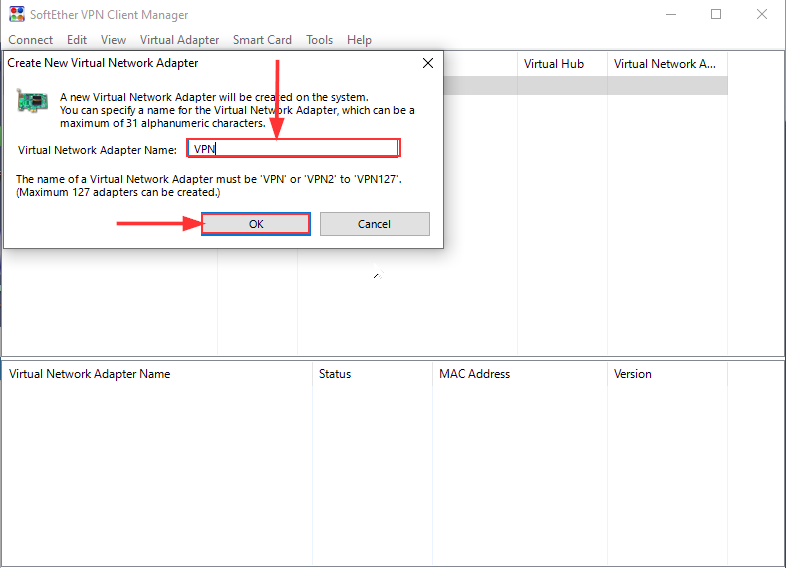 SoftEther VPN Client Manager
Connect Edit View Virtual Adapter Smart Card Tools Help
Create New Virtual Network Adapter
Virtual Hub Virtual Network A...
A new Virtual Network Adapter will be created on the system.
You can specify a name for the Virtual Network Adapter, which can be a
maximum of 31 alphanumeric characters.
Virtual Network Adapter Name: VPN
The name of a Virtual Network Adapter must be 'VPN' or 'VPN2' to 'VPN127'.
(Maximum 127 adapters can be created.)
OK Cancel
Virtual Network Adapter Name Status MAC Address Version